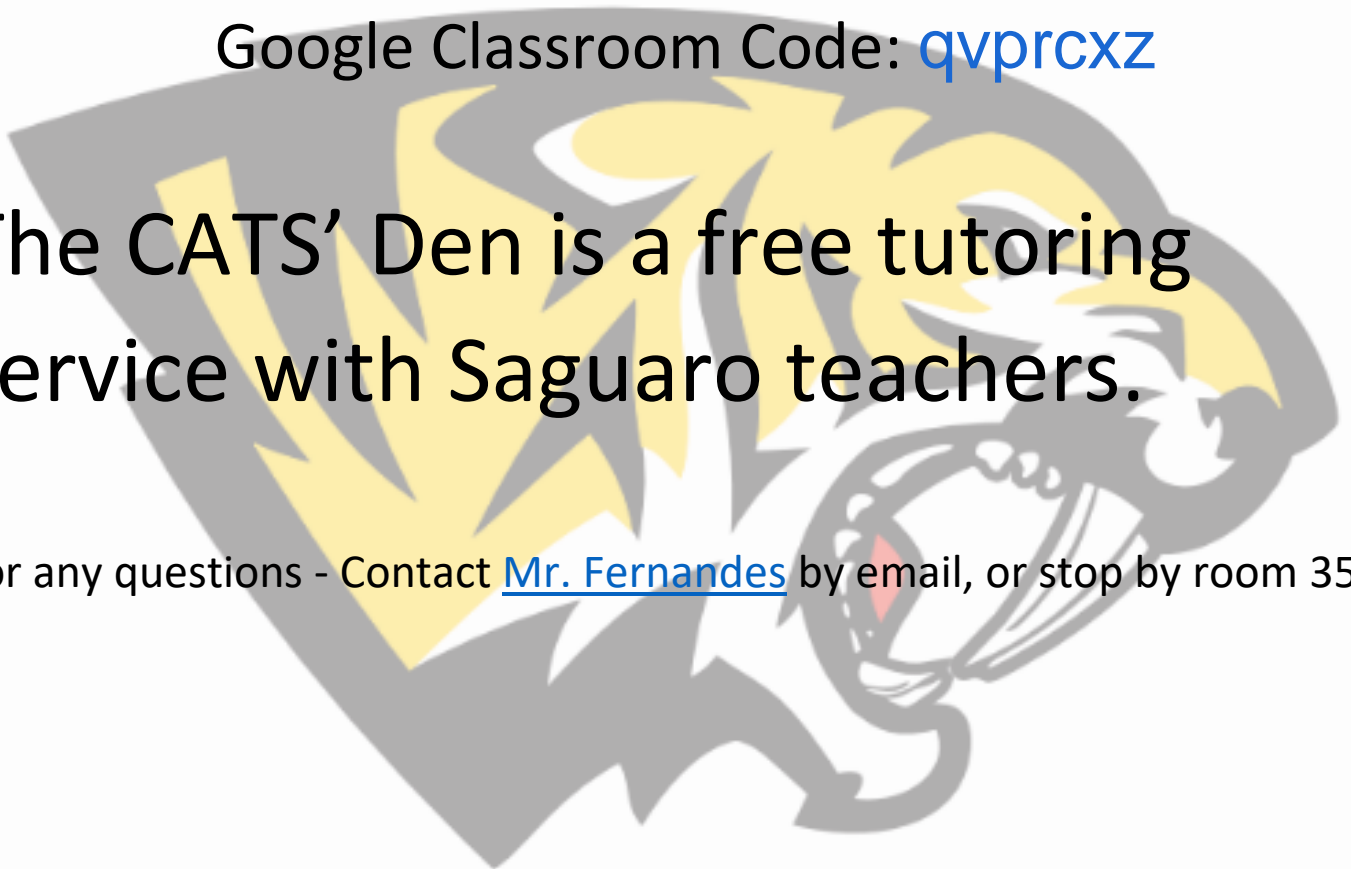 Google Classroom Code: qvprcxz
The CATS’ Den is a free tutoring
ervice with Saguaro teachers.
or any questions - Contact Mr. Fernandes by email, or stop by room 35